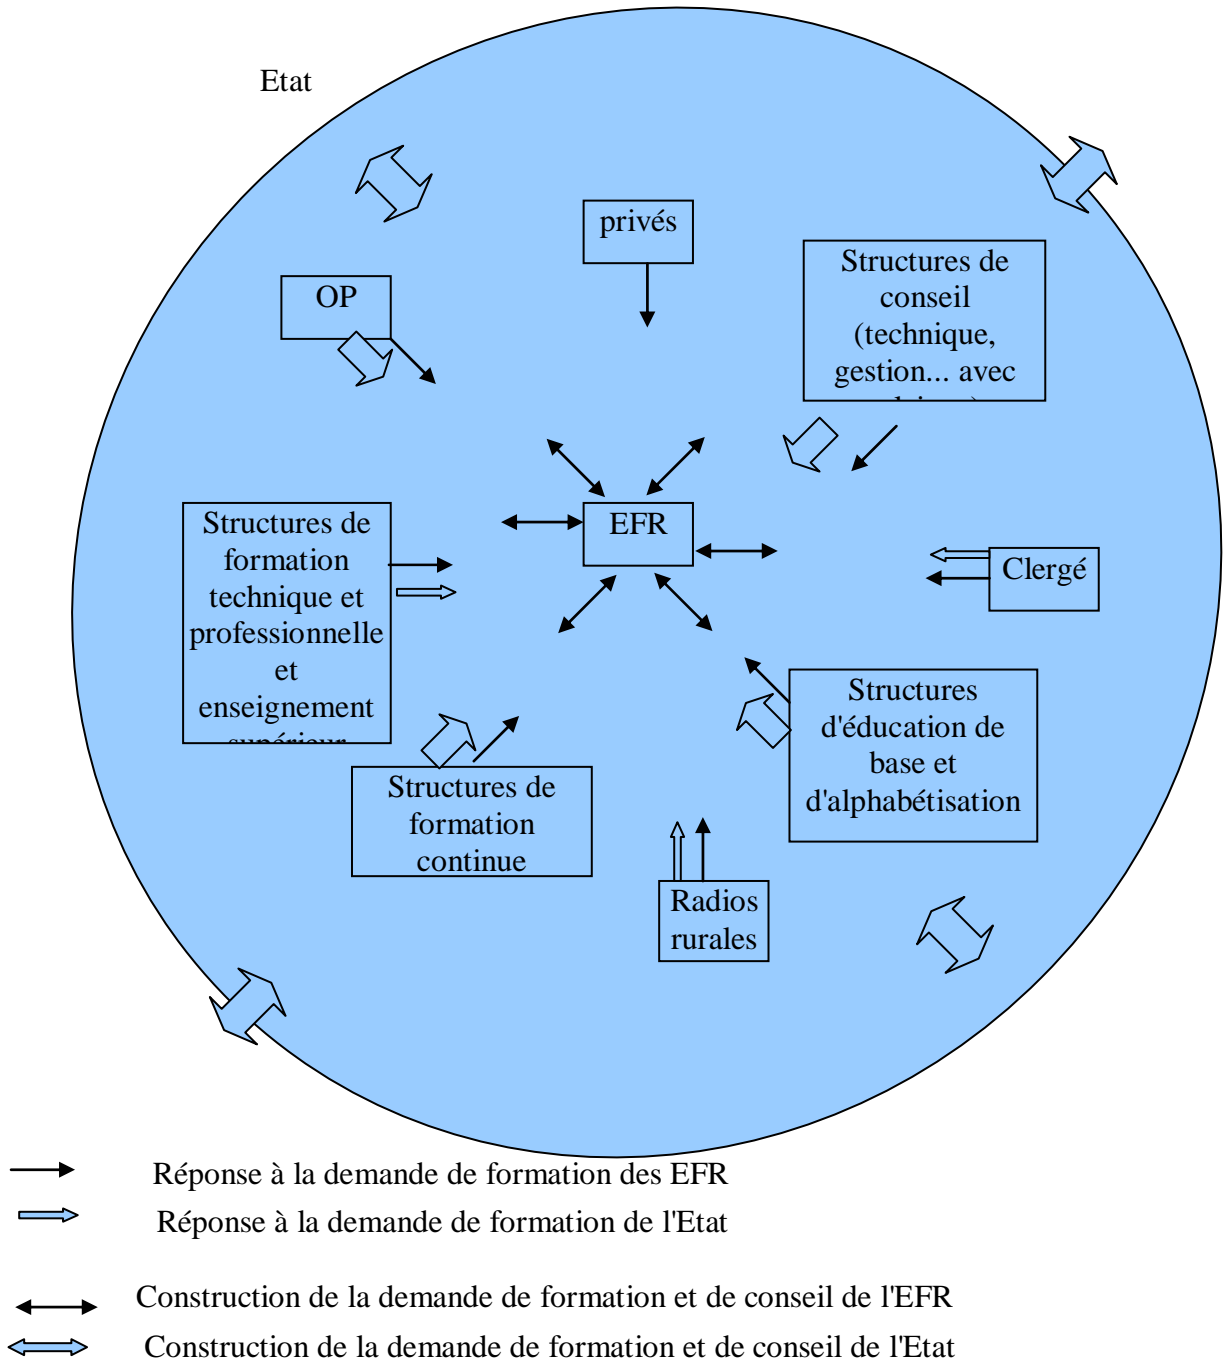 Etat
privés
OP
Structures de
conseil
(technique,
gestion... avec
EFR
Structures de
formation
technique et
professionnelle
et
enseignement
supérieur
Clergé
Structures
d'éducation de
base et
d'alphabétisation
Structures de
formation
continue
Radios
rurales
Réponse à la demande de formation des EFR
Réponse à la demande de formation de l'Etat
Construction de la demande de formation et de conseil de l'EFR
Construction de la demande de formation et de conseil de l'Etat